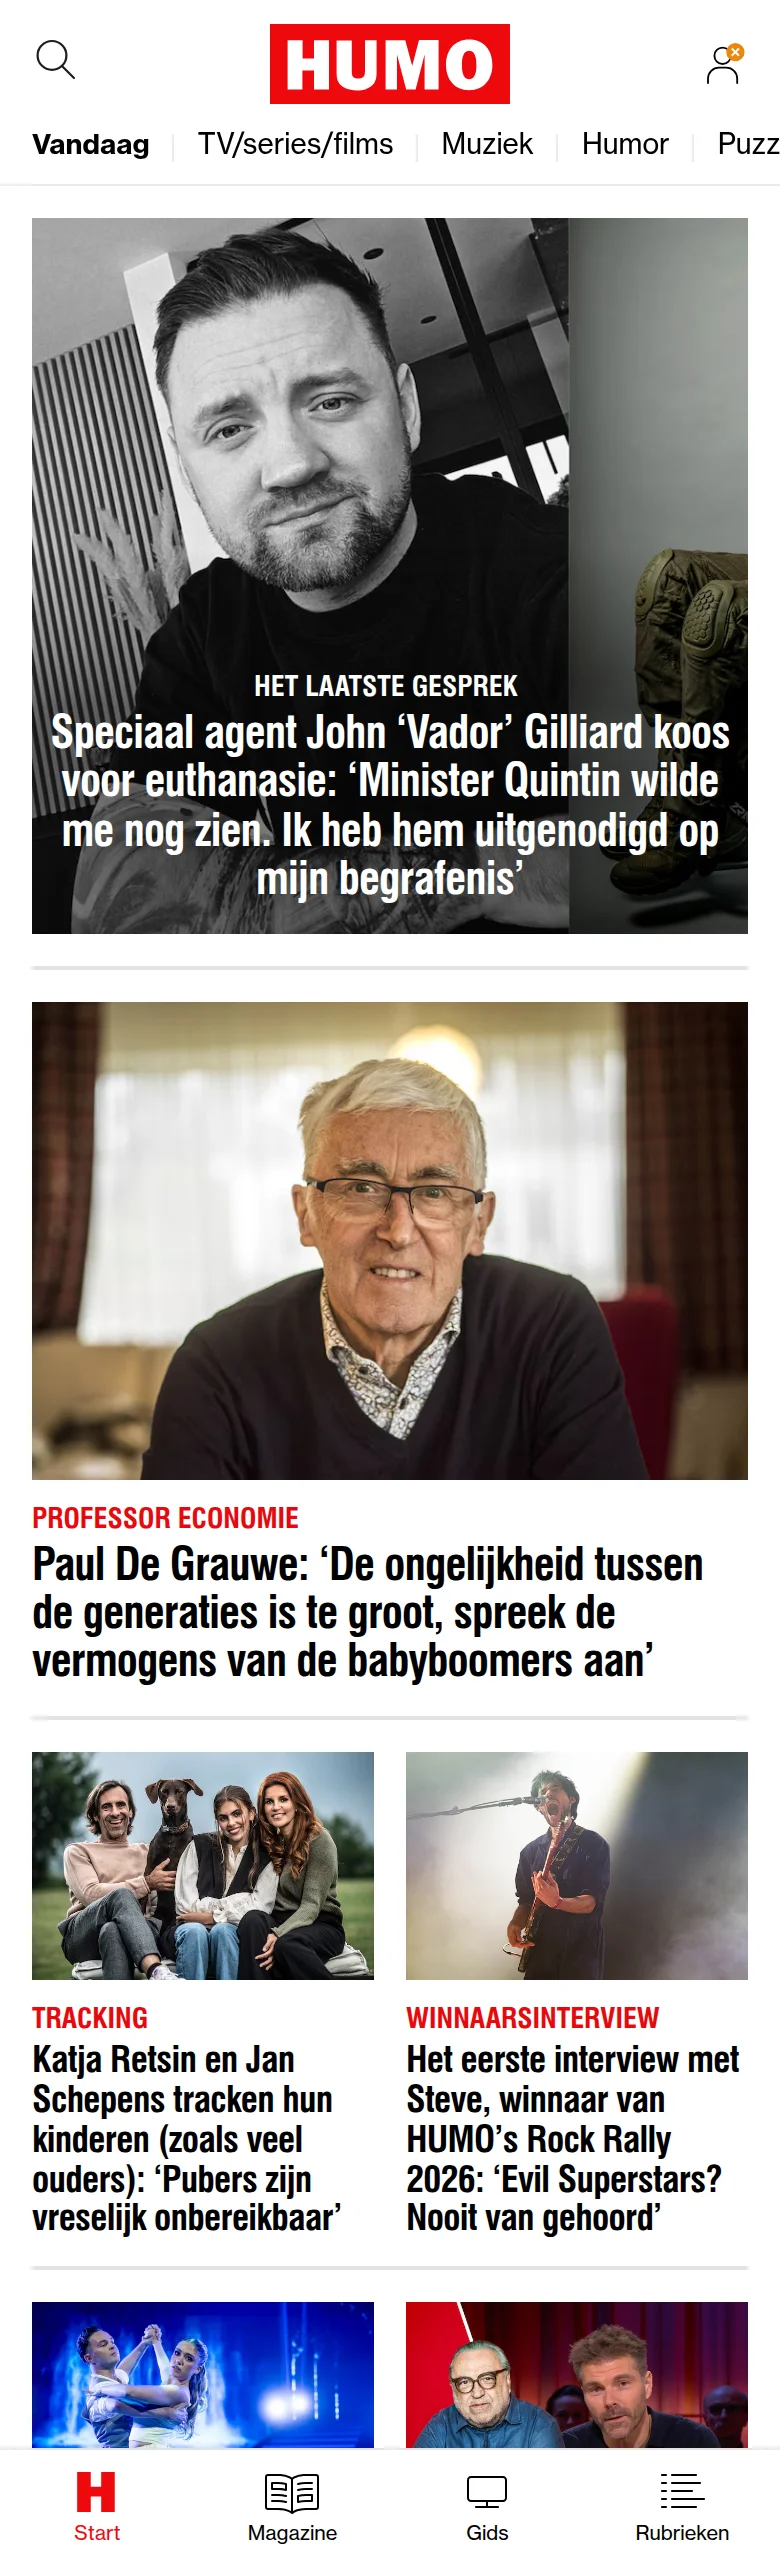 HUMO
Vandaag
TV/series/films
Muziek
Humor
Puzz
HET LAATSTE GESPREK
Speciaal agent John ‘Vador’ Gilliard koos
voor euthanasie: ‘Minister Quintin wilde
me nog zien. Ik heb hem uitgenodigd op
mijn begrafenis’
PROFESSOR ECONOMIE
Paul De Grauwe: ‘De ongelijkheid tussen
de generaties is te groot, spreek de
vermogens van de babyboomers aan’
TRACKING
Katja Retsin en Jan
Schepens tracken hun
kinderen (zoals veel
ouders): ‘Pubers zijn
vreselijk onbereikbaar’
WINNAARSINTERVIEW
Het eerste interview met
Steve, winnaar van
HUMO’s Rock Rally
2026: ‘Evil Superstars?
Nooit van gehoord’
H
Start
Magazine
Gids
Rubrieken